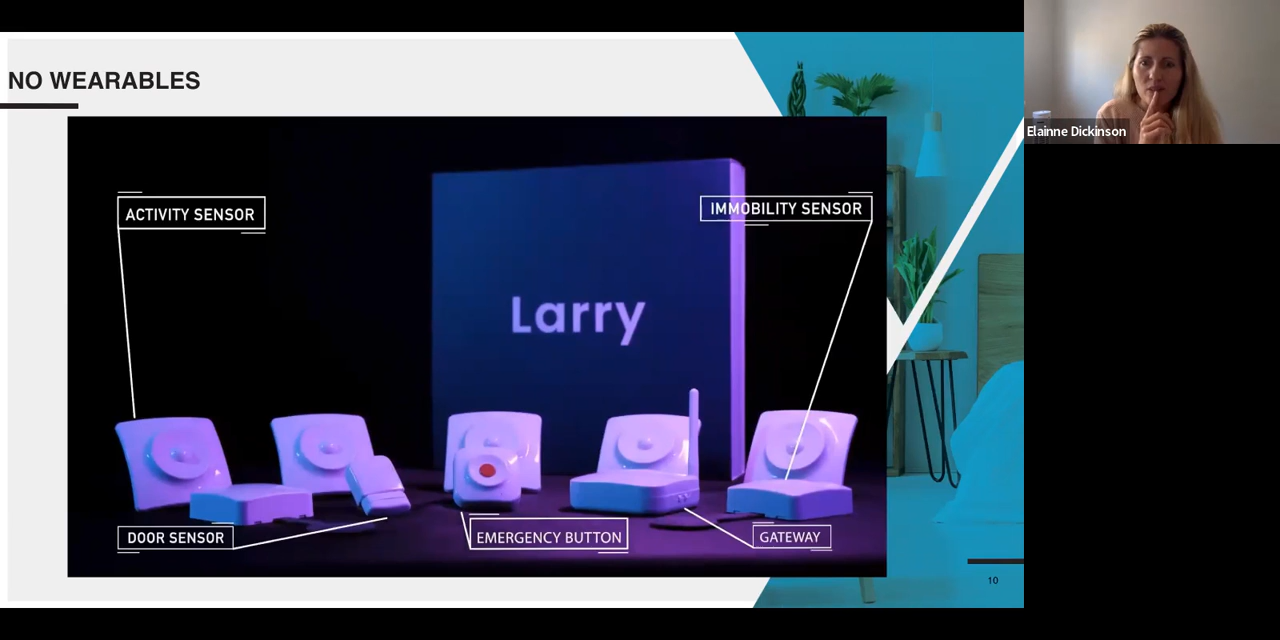 NO WEARABLES
ACTIVITY SENSOR
IMMOBILITY SENSOR
Larry
DOOR SENSOR
EMERGENCY BUTTON
GATEWAY
10
Elainne Dickinson